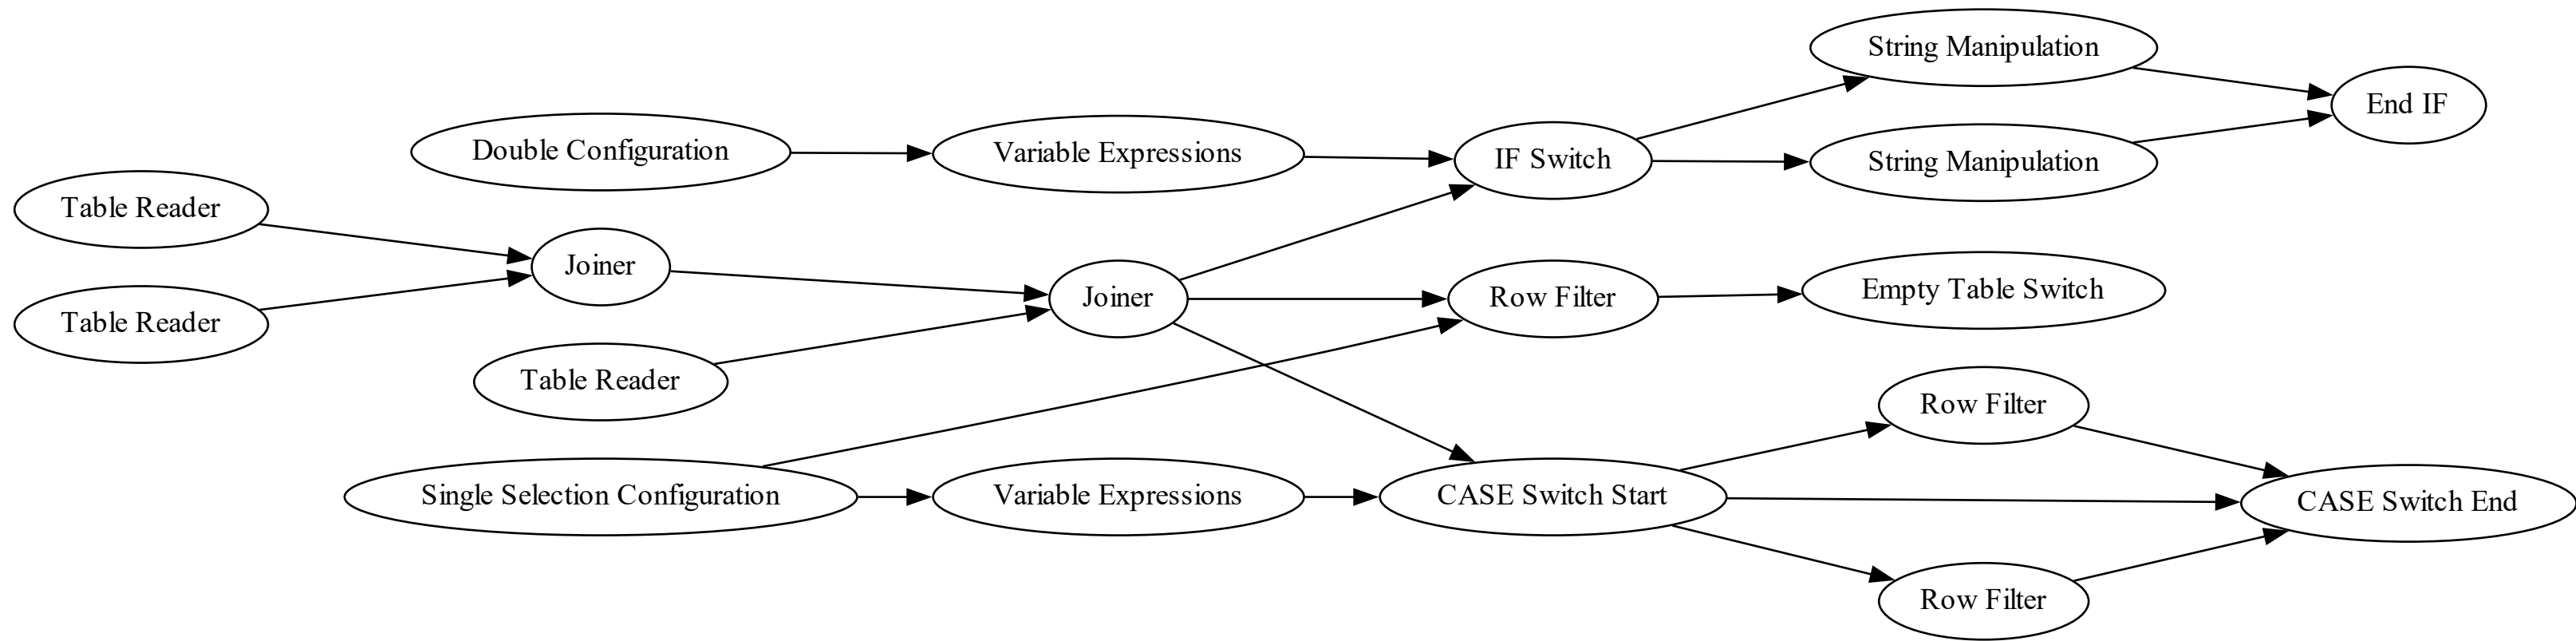 String Manipulation
End IF
Double Configuration
Variable Expressions
IF Switch
String Manipulation
Table Reader
Joiner
Joiner
Row Filter
Empty Table Switch
Table Reader
Table Reader
Row Filter
Single Selection Configuration
Variable Expressions
CASE Switch Start
CASE Switch End
Row Filter